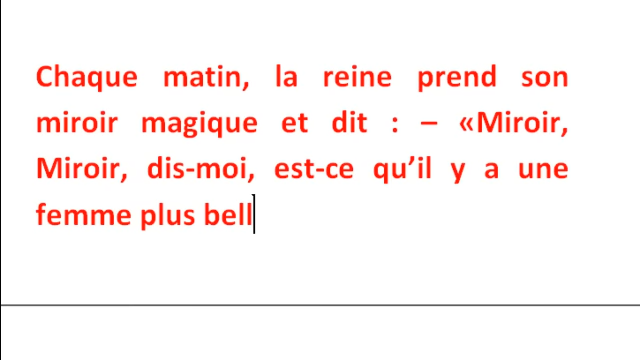 Chaque matin, la reine prend son
miroir magique et dit : – «Miroir,
Miroir, dis-moi, est-ce qu’il y a une
femme plus bell